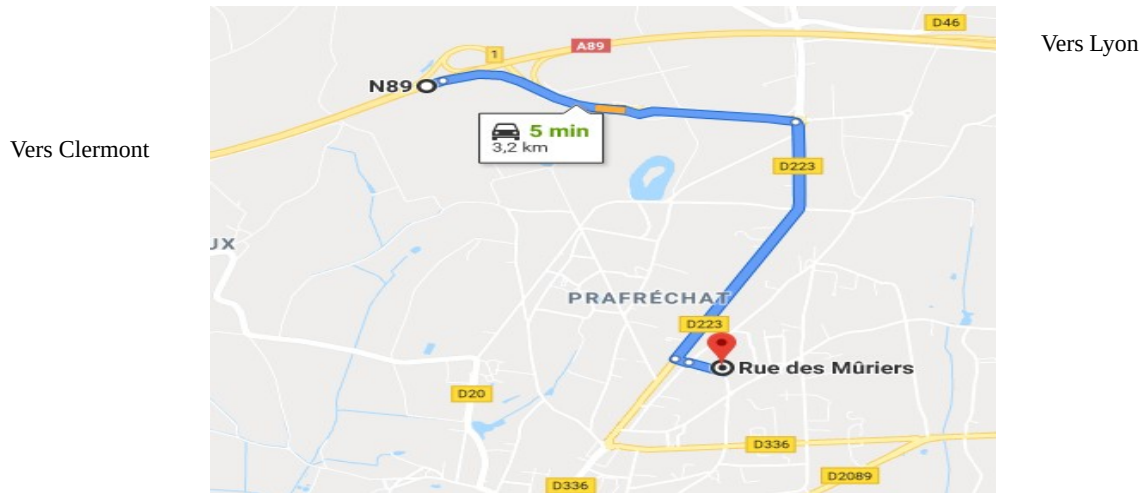 D46
Vers Lyon
A89
1
N89
5 min
3,2 km
Vers Clermont
D223
UX
PRAFRÉCHAT
D223
Rue des Mûriers
D20
D336
D2089
D336